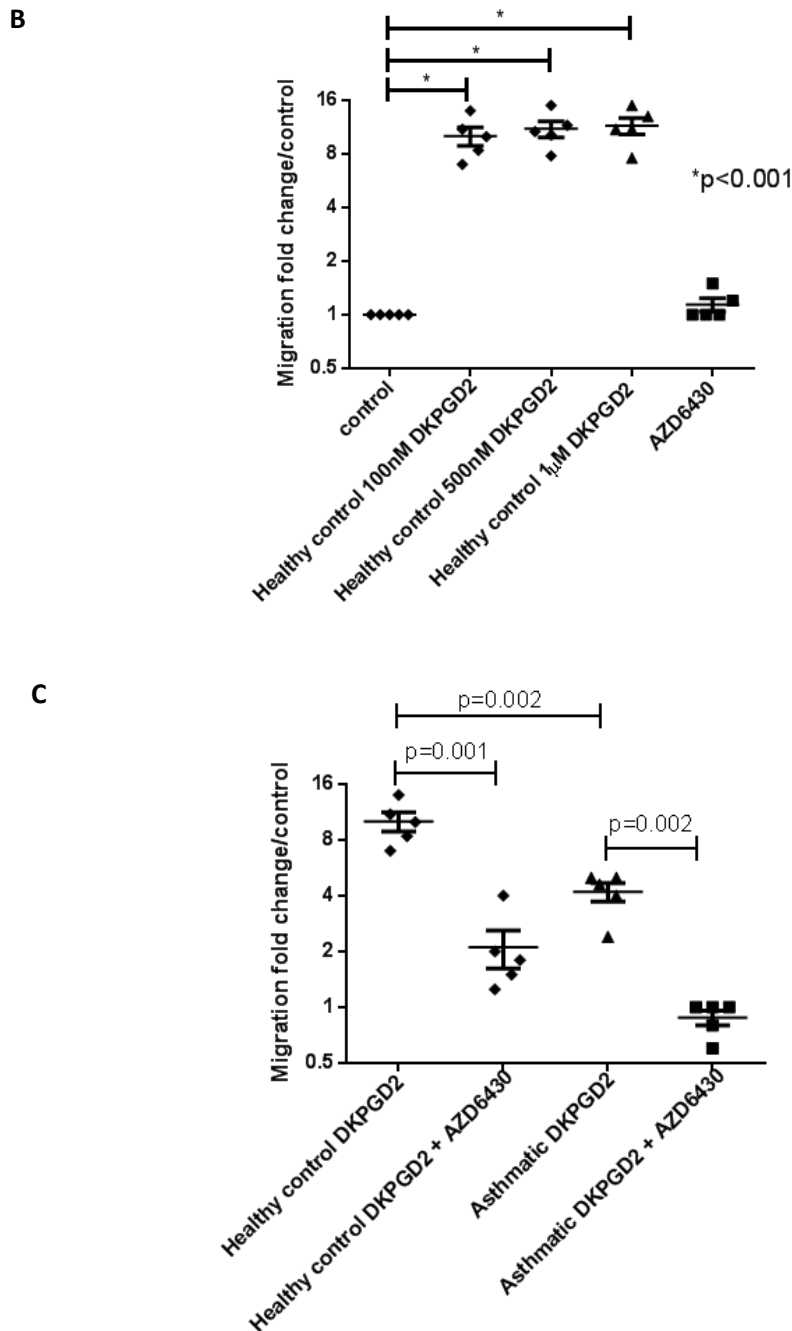 B
*
*
*
Migration fold change/control
16
8
4
2
1
0.5
*p<0.001
control
Healthy control 100nM DKPGD2
Healthy control 500nM DKPGD2
Healthy control 1μM DKPGD2
AZD6430
C
p=0.002
p=0.001
p=0.002
Migration fold change/control
16
8
4
2
1
0.5
Healthy control DKPGD2
Healthy control DKPGD2 + AZD6430
Asthmatic DKPGD2
Asthmatic DKPGD2 + AZD6430